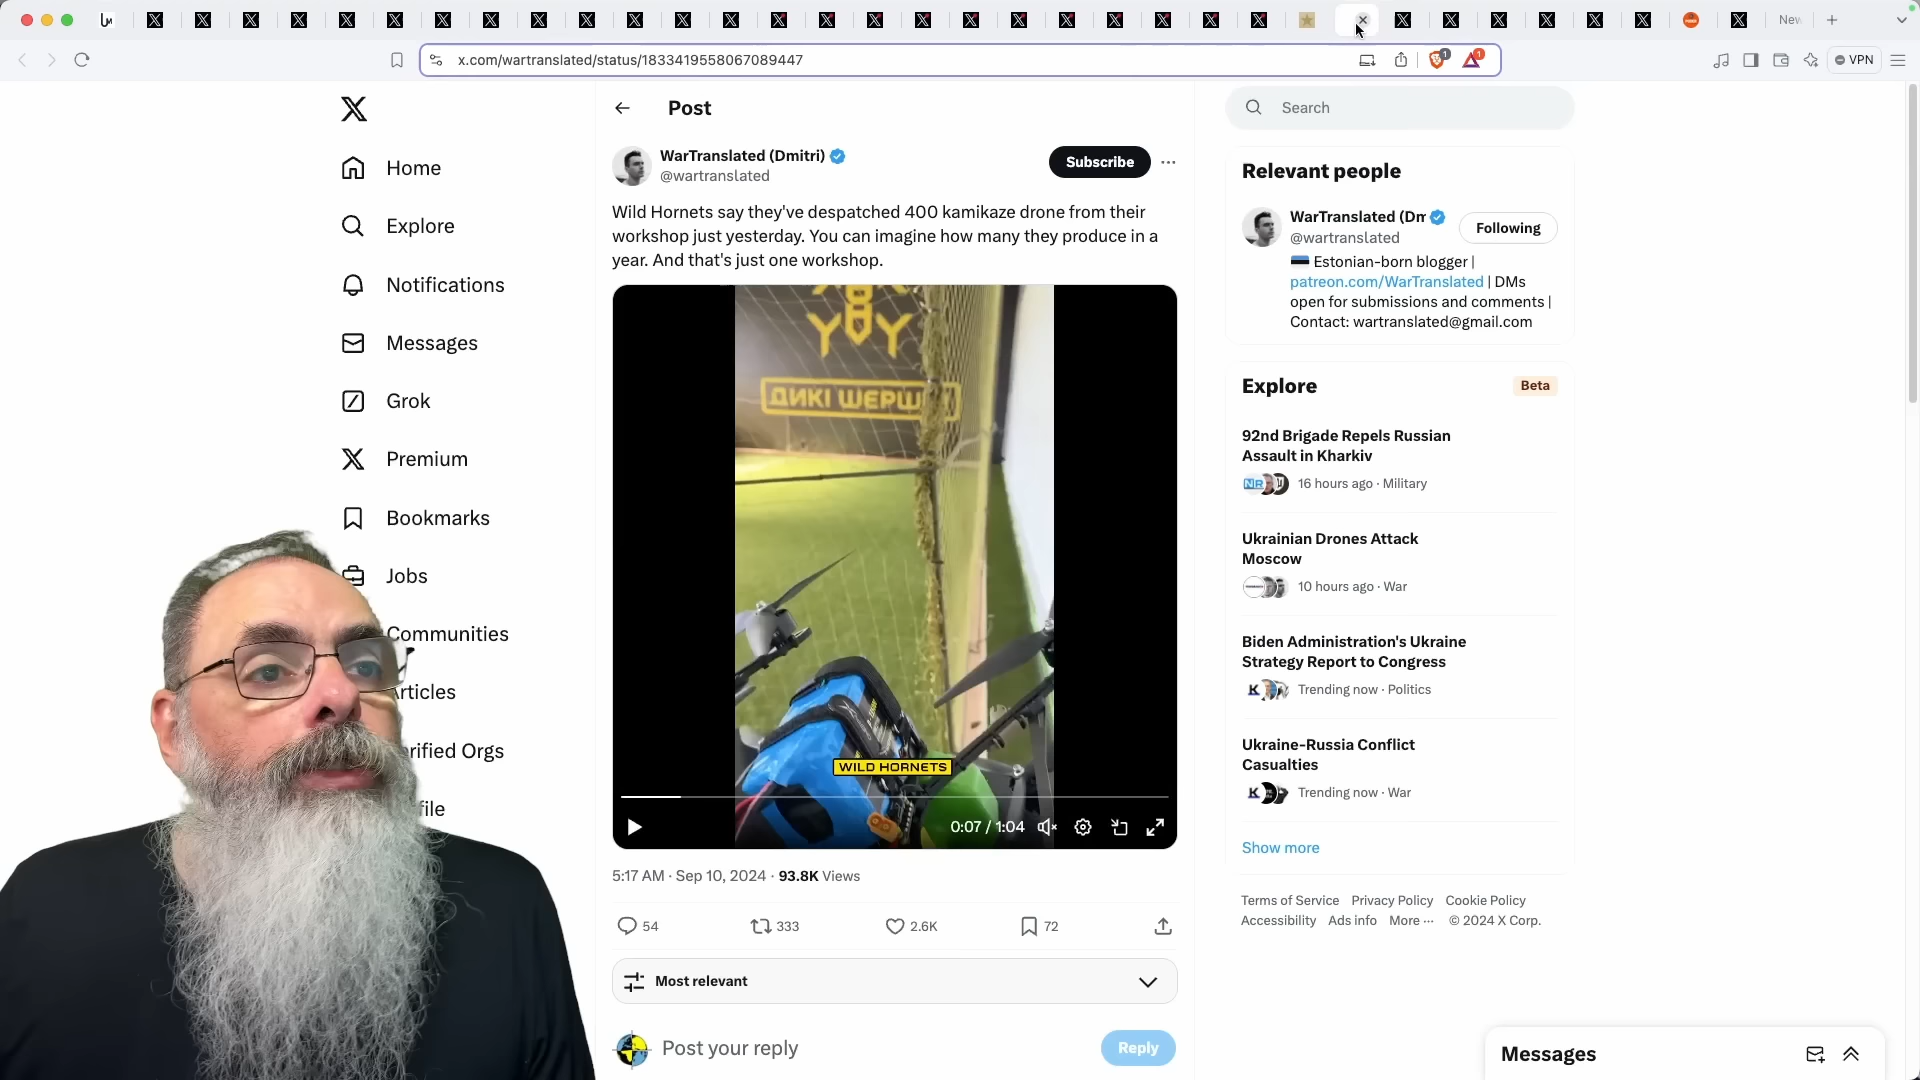 New
x.com/wartranslated/status/1833419558067089447
1
1
VPN
Post
Search
WarTranslated (Dmitri)
@wartranslated
Subscribe
Wild Hornets say they've despatched 400 kamikaze drone from their
workshop just yesterday. You can imagine how many they produce in a
year. And that's just one workshop.
ДИКІ ШЕРШ
WILD HORNETS
0:07 / 1:04
5:17 AM · Sep 10, 2024 · 93.8K Views
54
333
2.6K
72
Most relevant
Post your reply
Reply
Home
Explore
Notifications
Messages
Grok
Premium
Bookmarks
Jobs
Communities
Articles
rified Orgs
file
Relevant people
WarTranslated (Dm
@wartranslated
Following
Estonian-born blogger |
patreon.com/WarTranslated | DMs
open for submissions and comments |
Contact: wartranslated@gmail.com
Explore
Beta
92nd Brigade Repels Russian
Assault in Kharkiv
16 hours ago · Military
Ukrainian Drones Attack
Moscow
10 hours ago · War
Biden Administration's Ukraine
Strategy Report to Congress
Trending now · Politics
Ukraine-Russia Conflict
Casualties
Trending now · War
Show more
Terms of Service Privacy Policy Cookie Policy
Accessibility Ads info More ··· © 2024 X Corp.
Messages